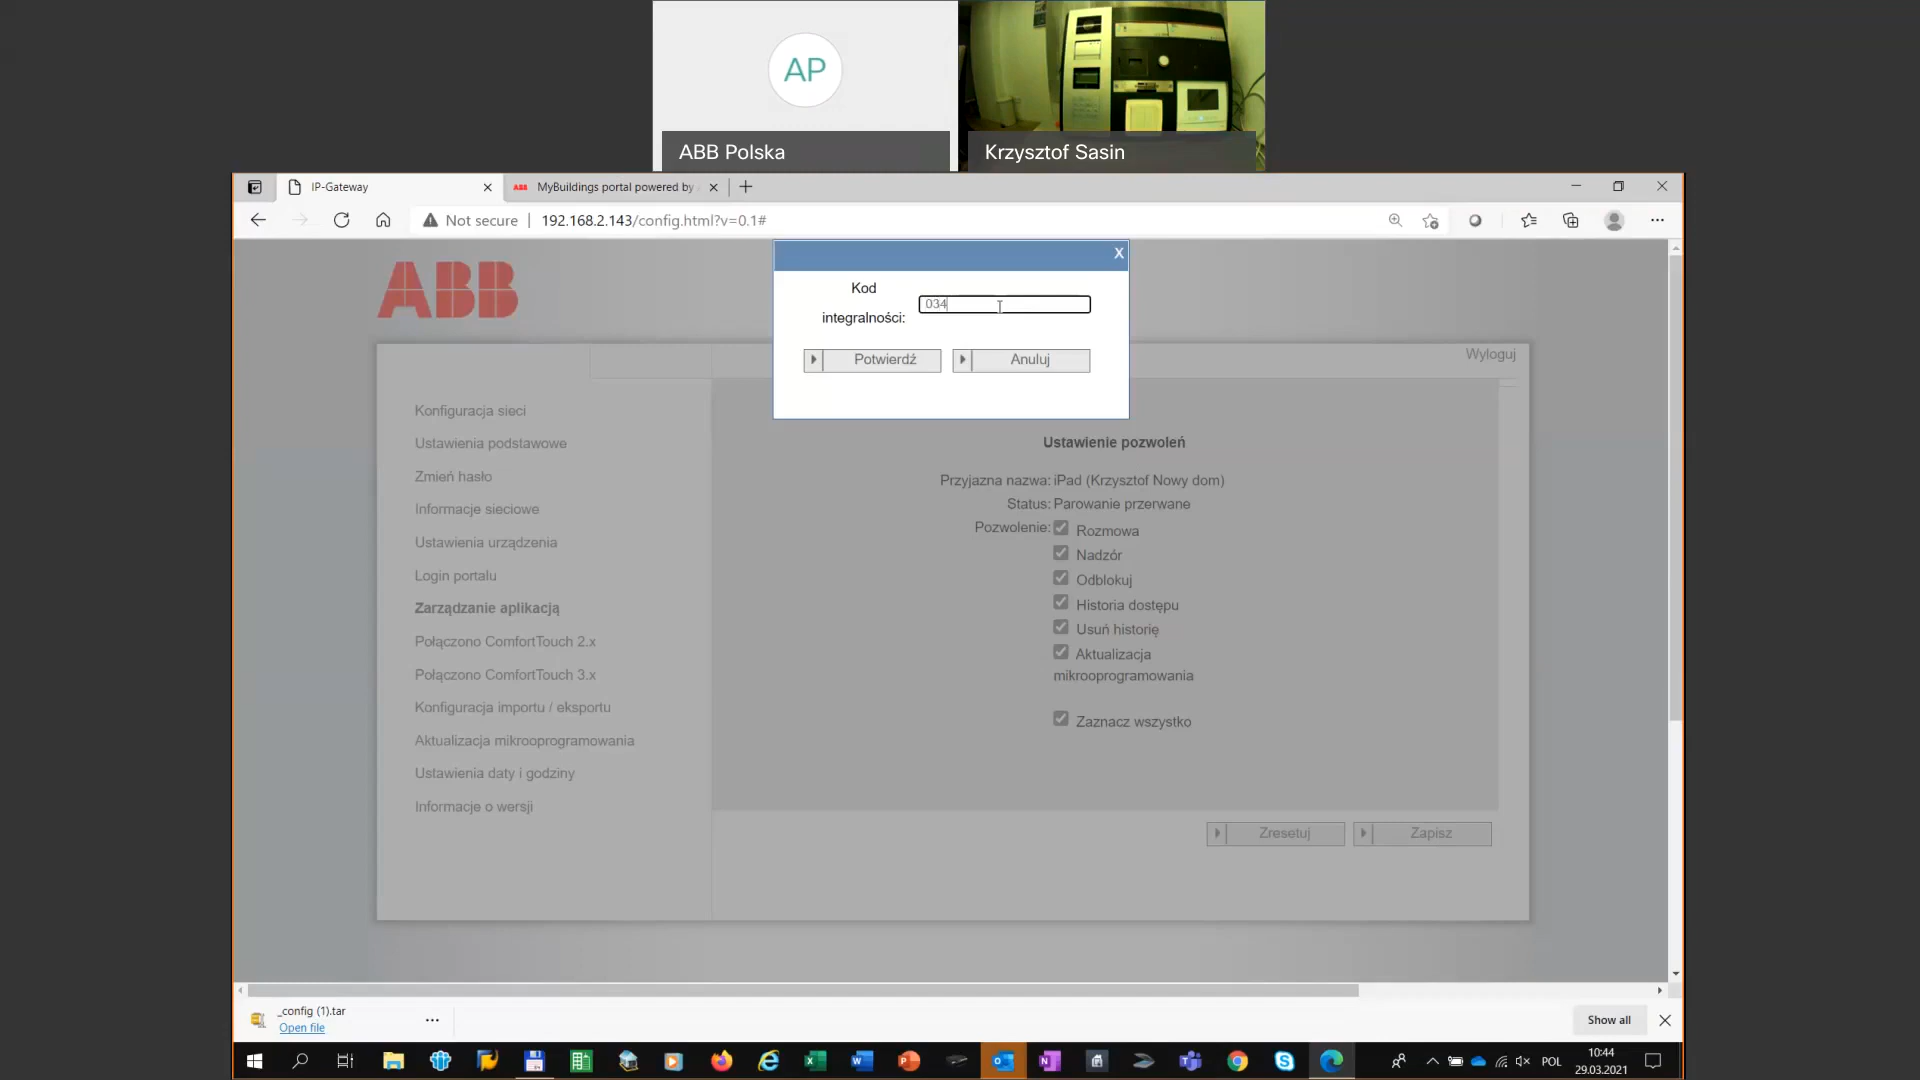 AP
ABB Polska
Krzysztof Sasin
IP-Gateway
MyBuildings portal powered by
Not secure
192.168.2.143/config.html?v=0.1#
ABB
X
Kod
integralności:
034
Potwierdź
Anuluj
Wyloguj
Konfiguracja sieci
Ustawienia podstawowe
Zmień hasło
Informacje sieciowe
Ustawienia urządzenia
Login portalu
Zarządzanie aplikacją
Połączono ComfortTouch 2.x
Połączono ComfortTouch 3.x
Konfiguracja importu / eksportu
Aktualizacja mikrooprogramowania
Ustawienia daty i godziny
Informacje o wersji
Ustawienie pozwoleń
Przyjazna nazwa: iPad (Krzysztof Nowy dom)
Status: Parowanie przerwane
Pozwolenie:
Rozmowa
Nadzór
Odblokuj
Historia dostępu
Usuń historię
Aktualizacja
mikrooprogramowania
Zaznacz wszystko
Zresetuj
Zapisz
_config (1).tar
Open file
Show all
POL
10:44
29.03.2021